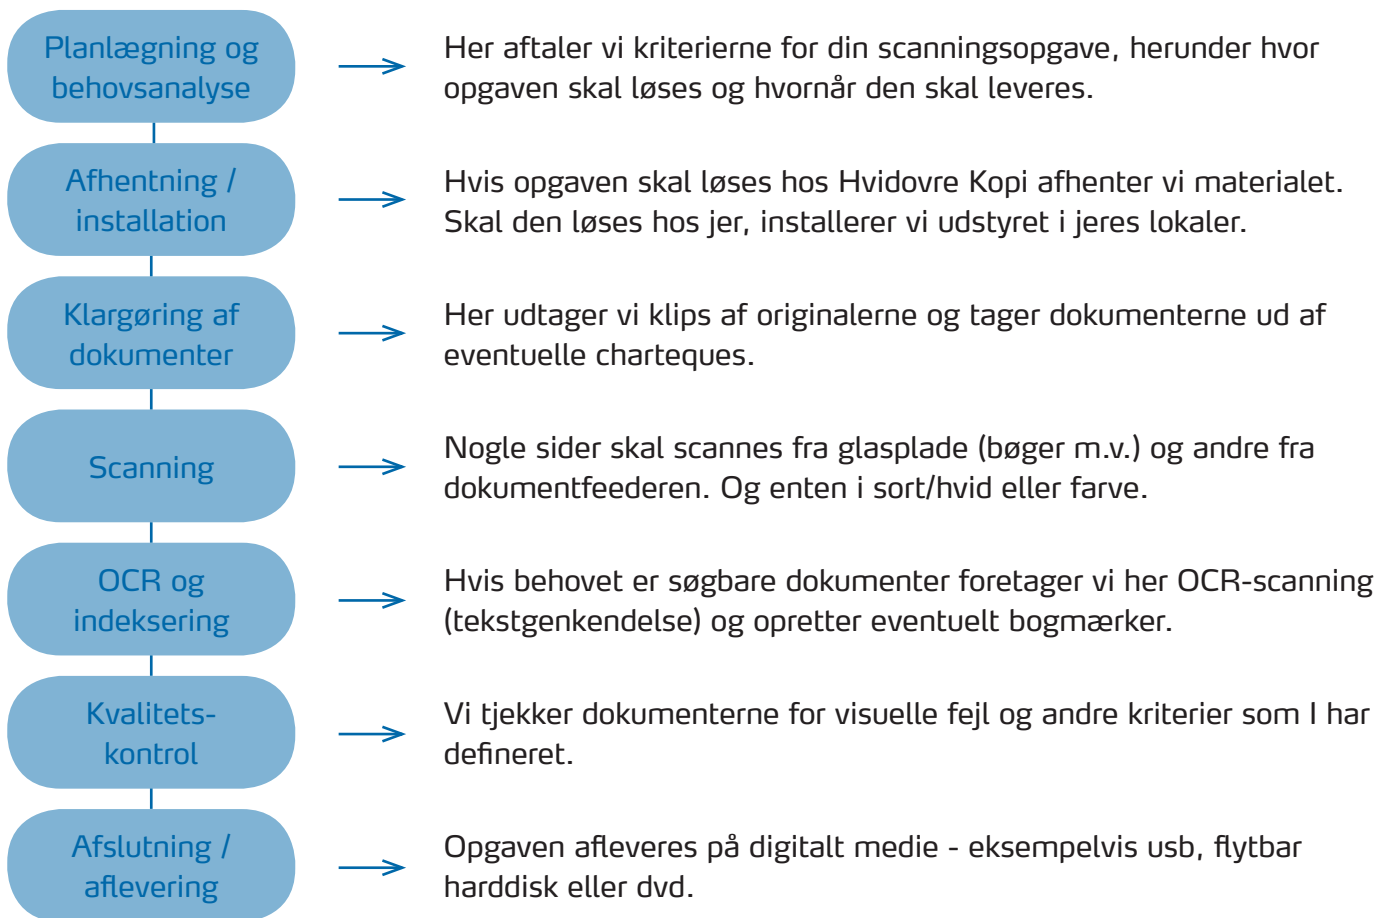 Planlægning og
behovsanalyse
Her aftaler vi kriterierne for din scanningsopgave, herunder hvor
opgaven skal løses og hvornår den skal leveres.
Afhentning /
installation
Hvis opgaven skal løses hos Hvidovre Kopi afhenter vi materialet.
Skal den løses hos jer, installerer vi udstyret i jeres lokaler.
Klargøring af
dokumenter
Her udtager vi klips af originalerne og tager dokumenterne ud af
eventuelle charteques.
Scanning
Nogle sider skal scannes fra glasplade (bøger m.v.) og andre fra
dokumentfeederen. Og enten i sort/hvid eller farve.
OCR og
indeksering
Hvis behovet er søgbare dokumenter foretager vi her OCR-scanning
(tekstgenkendelse) og opretter eventuelt bogmærker.
Kvalitets-
kontrol
Vi tjekker dokumenterne for visuelle fejl og andre kriterier som I har
defineret.
Afslutning /
aflevering
Opgaven afleveres på digitalt medie - eksempelvis usb, flytbar
harddisk eller dvd.